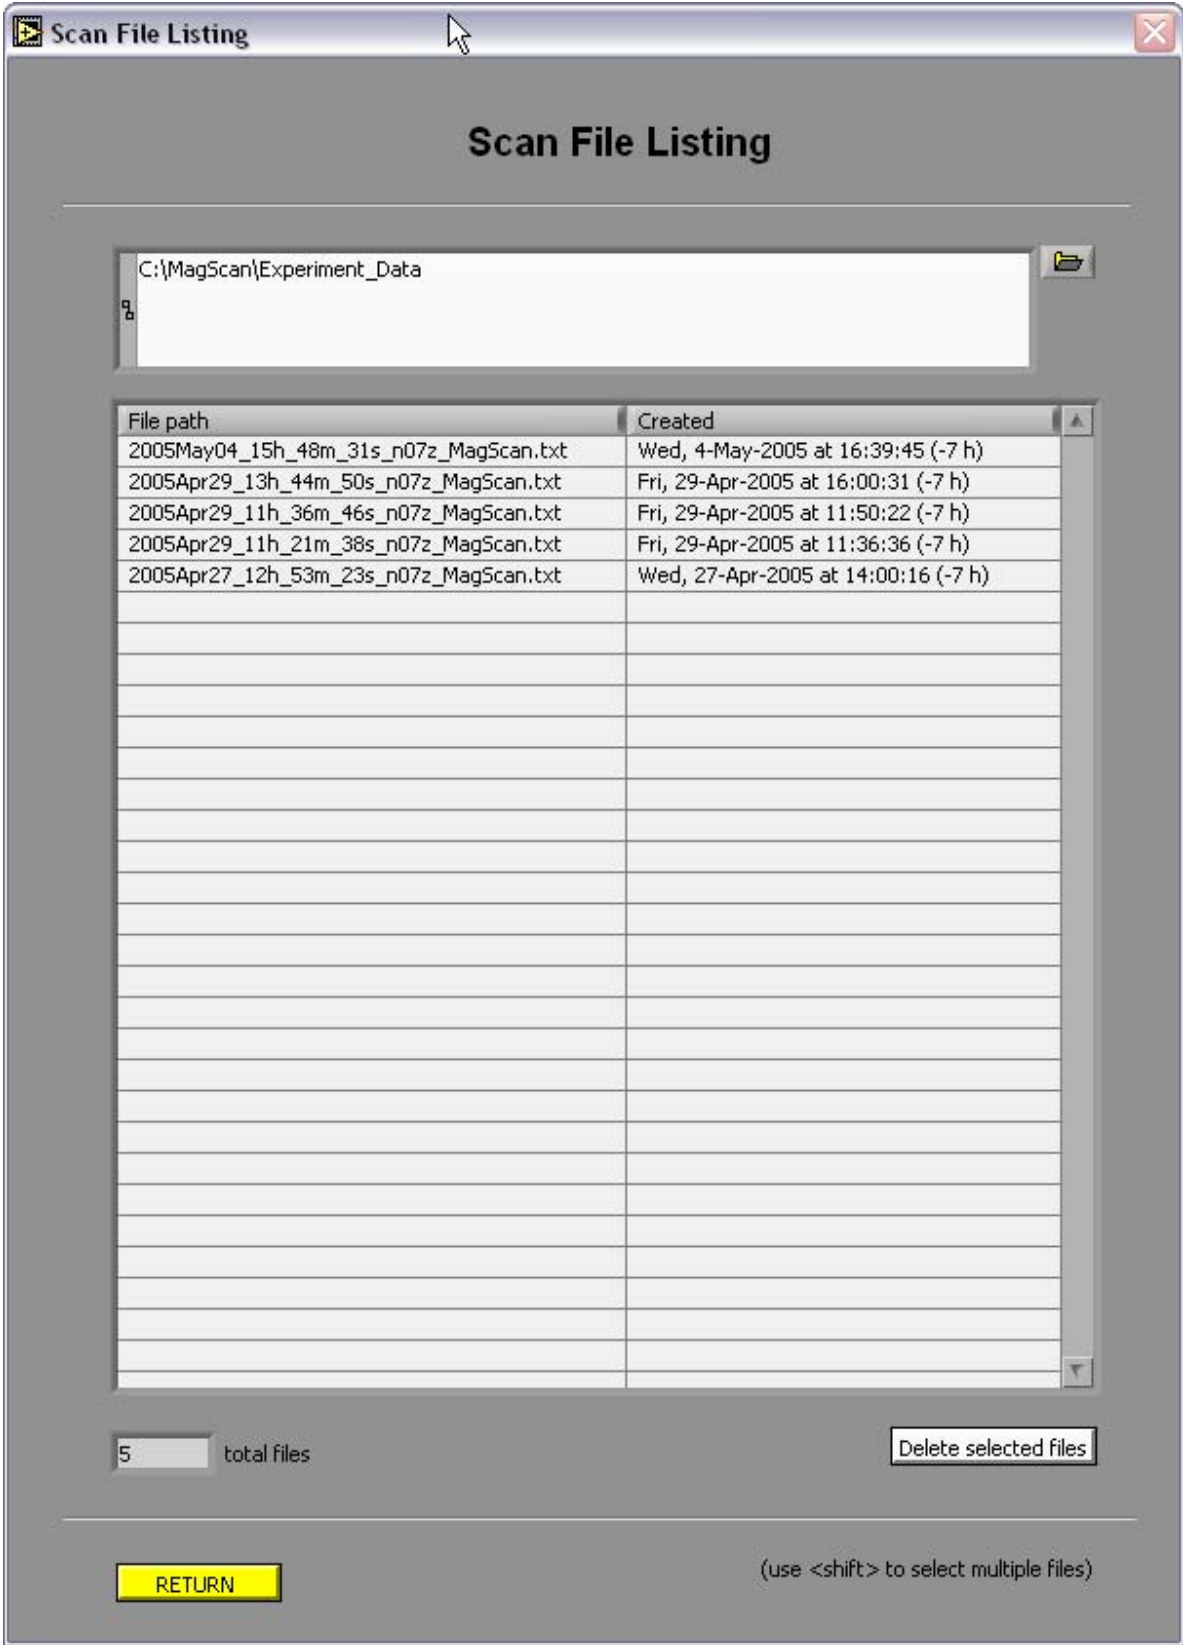 Scan File Listing
Scan File Listing
C:\MagScan\Experiment_Data
File path Created
2005May04_15h_48m_31s_n07z_MagScan.txt Wed, 4-May-2005 at 16:39:45 (-7 h)
2005Apr29_13h_44m_50s_n07z_MagScan.txt Fri, 29-Apr-2005 at 16:00:31 (-7 h)
2005Apr29_11h_36m_46s_n07z_MagScan.txt Fri, 29-Apr-2005 at 11:50:22 (-7 h)
2005Apr29_11h_21m_38s_n07z_MagScan.txt Fri, 29-Apr-2005 at 11:36:36 (-7 h)
2005Apr27_12h_53m_23s_n07z_MagScan.txt Wed, 27-Apr-2005 at 14:00:16 (-7 h)
5 total files Delete selected files
RETURN (use <shift> to select multiple files)